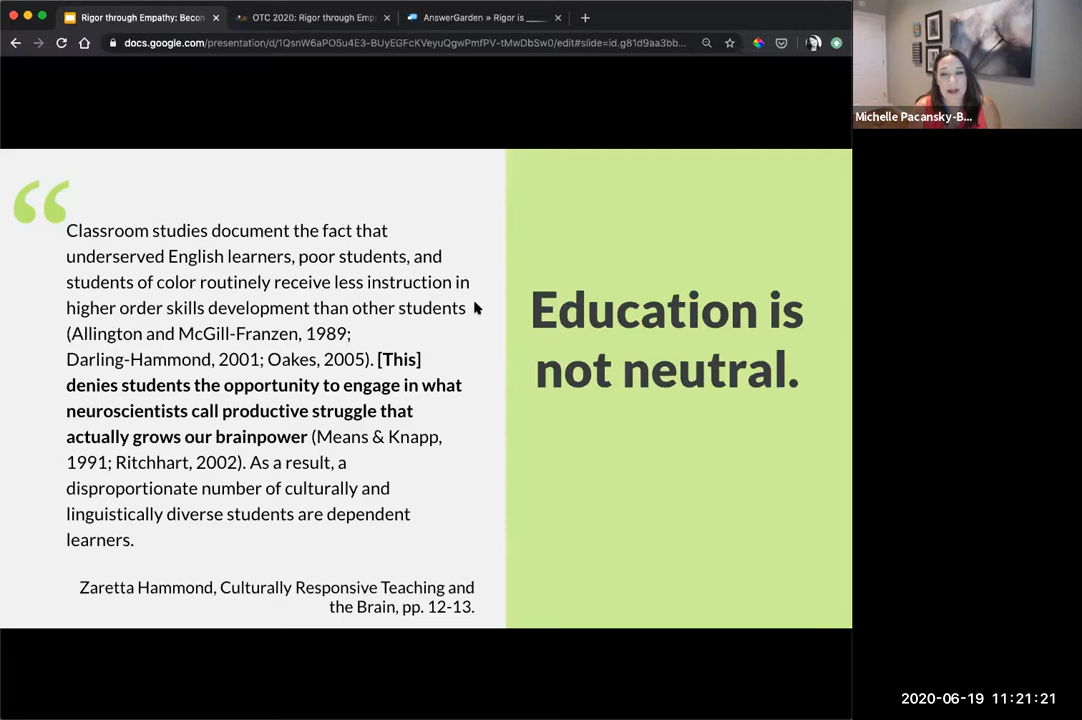 Rigor through Empathy: Becon
OTC 2020: Rigor through Emp
AnswerGarden » Rigor is ____
docs.google.com/presentation/d/1QsnW6aPO5u4E3-BUyEGFcKVeyuQgwPmfPV-tMwDbSw0/edit#slide=id.g81d9aa3bb...
Michelle Pacansky-B...
“
Classroom studies document the fact that
underserved English learners, poor students, and
students of color routinely receive less instruction in
higher order skills development than other students
(Allington and McGill-Franzen, 1989;
Darling-Hammond, 2001; Oakes, 2005). [This]
denies students the opportunity to engage in what
neuroscientists call productive struggle that
actually grows our brainpower (Means & Knapp,
1991; Ritchhart, 2002). As a result, a
disproportionate number of culturally and
linguistically diverse students are dependent
learners.
Zaretta Hammond, Culturally Responsive Teaching and
the Brain, pp. 12-13.
Education is
not neutral.
2020-06-19 11:21:21